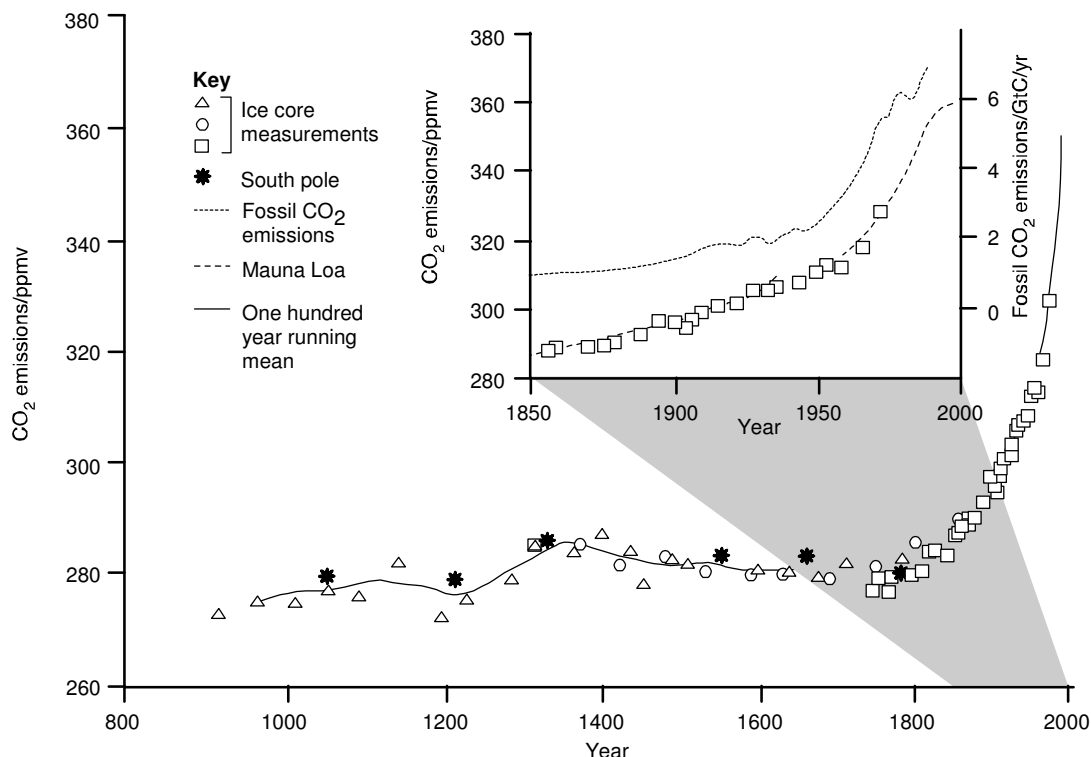 380
360
340
320
300
280
260
CO2 emissions/ppmv
800
1000
1200
1400
1600
1800
2000
Year
Key
Ice core
measurements
South pole
Fossil CO2
emissions
Mauna Loa
One hundred
year running
mean
380
360
340
320
300
280
CO2 emissions/ppmv
6
4
2
0
Fossil CO2 emissions/GtC/yr
1850
1900
1950
2000
Year